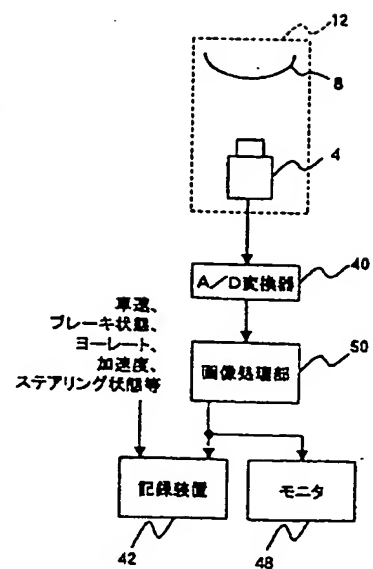 12
8
4
A/D変換器
40
車速、
ブレーキ状態、
ヨーレート、
加速度、
ステアリング状態等
画像処理部
50
記録装置
モニタ
42
48